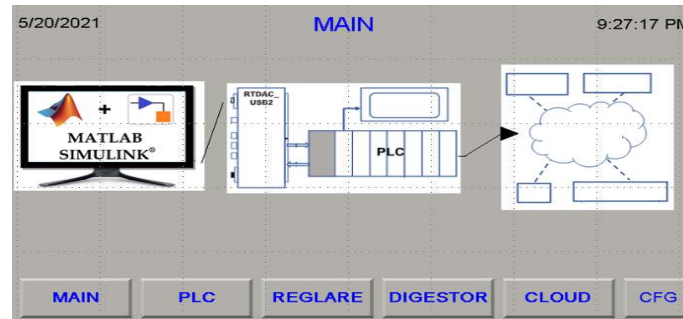 5/20/2021 MAIN 9:27:17 PM
RTDAC_
USB2
+
MATLAB
SIMULINK®
PLC
MAIN PLC REGLARE DIGESTOR CLOUD CFG